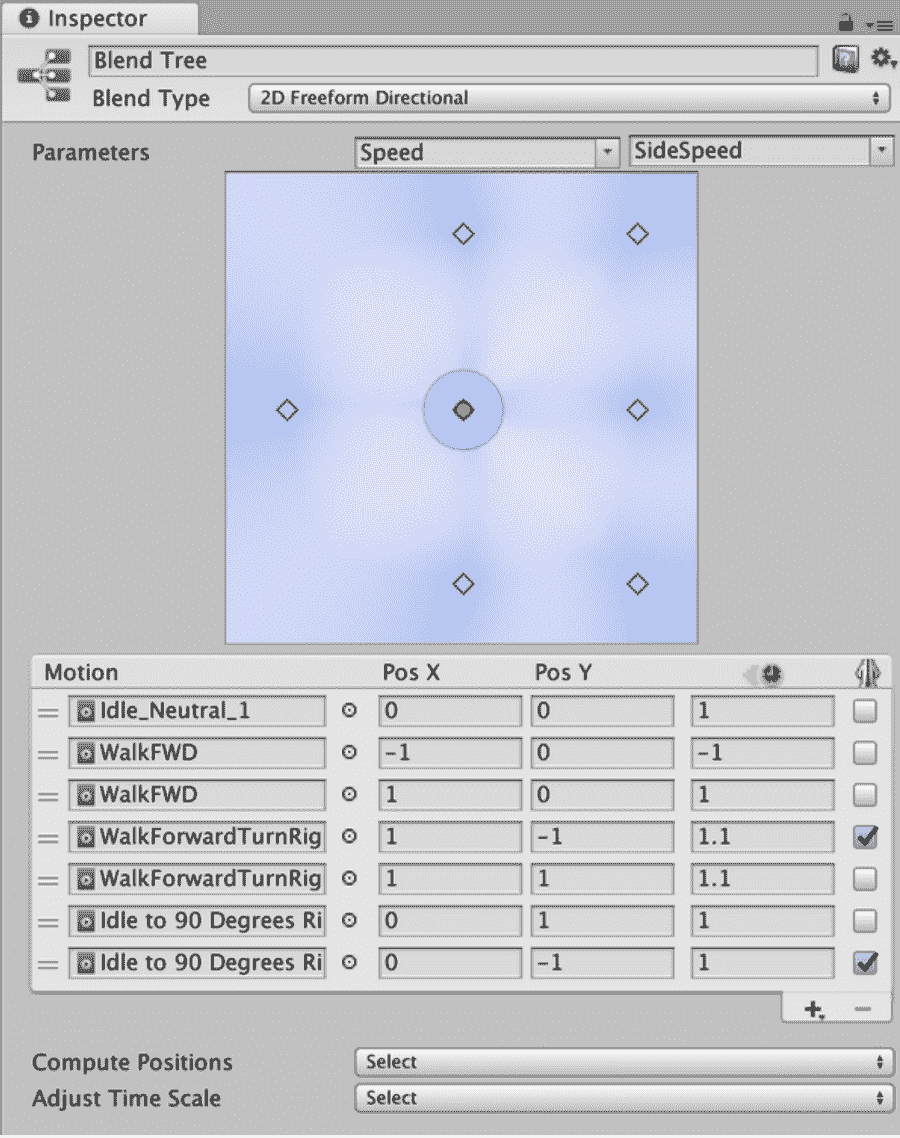 Inspector
Blend Tree
Blend Type 2D Freeform Directional
Parameters Speed SideSpeed
Motion Pos X Pos Y
Idle_Neutral_1 0 0 1
WalkFWD -1 0 -1
WalkFWD 1 0 1
WalkForwardTurnRig 1 -1 1.1
WalkForwardTurnRig 1 1 1.1
Idle to 90 Degrees Ri 0 1 1
Idle to 90 Degrees Ri 0 -1 1
Compute Positions Select
Adjust Time Scale Select